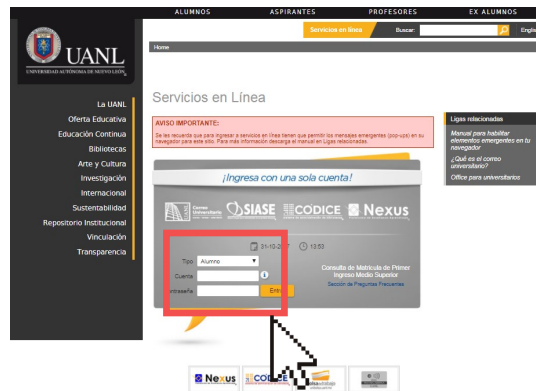 ALUMNOS ASPIRANTES PROFESORES EX ALUMNOS
Servicios en línea Buscar:
UANL
UNIVERSIDAD AUTÓNOMA DE NUEVO LEÓN
Home
La UANL
Oferta Educativa
Educación Continua
Bibliotecas
Arte y Cultura
Investigación
Internacional
Sustentabilidad
Repositorio Institucional
Vinculación
Transparencia
Servicios en Línea
AVISO IMPORTANTE:
Se les recuerda que para ingresar a servicios en línea tienen que permitir los mensajes emergentes (pop-ups) en su
navegador para este sitio. Para más información descarga el manual en Ligas relacionadas.
¡Ingresa con una sola cuenta!
Correo Universitario SIASE CODICE Nexus
13:53
Tipo Alumno
Cuenta
Consulta de Matrícula de Primer
Ingreso Medio Superior
Sección de Preguntas Frecuentes
Ligas relacionadas
Manual para habilitar
elementos emergentes en tu
navegador
¿Qué es el correo
universitario?
Office para universitarios
Nexus CODICE